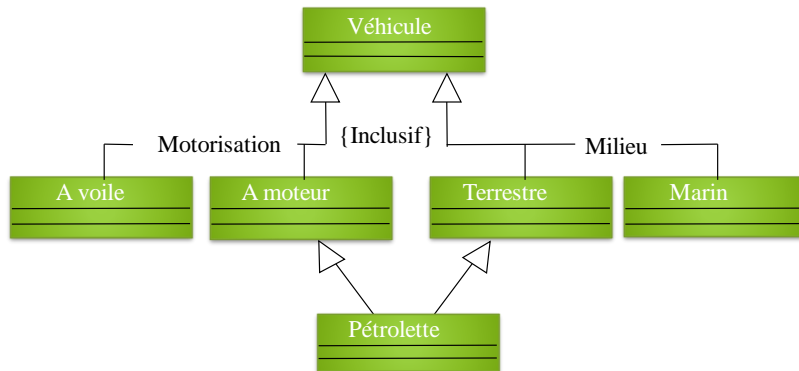 Véhicule
Motorisation
{Inclusif}
Milieu
A voile
A moteur
Terrestre
Marin
Pétrolette